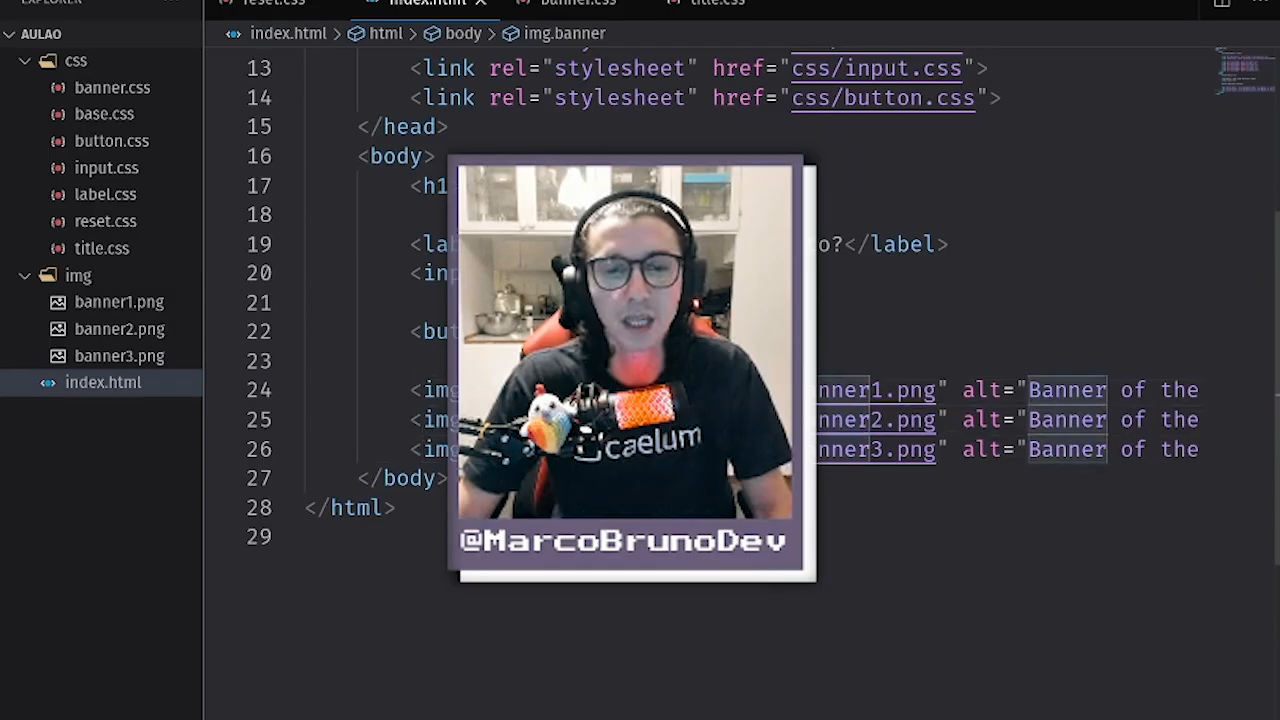 AULAO
css
banner.css
base.css
button.css
input.css
label.css
reset.css
title.css
img
banner1.png
banner2.png
banner3.png
index.html
reset.css index.html banner.css title.css
index.html > html > body > img.banner
13 <link rel="stylesheet" href="css/input.css">
14 <link rel="stylesheet" href="css/button.css">
15 </head>
16 <body>
17 <h1
18
19 <la o?</label>
20 <in
21
22 <but
23
24 <img nner1.png" alt="Banner of the
25 <img nner2.png" alt="Banner of the
26 <img nner3.png" alt="Banner of the
27 </body>
28 </html>
29
caelum
@MarcoBrunoDev